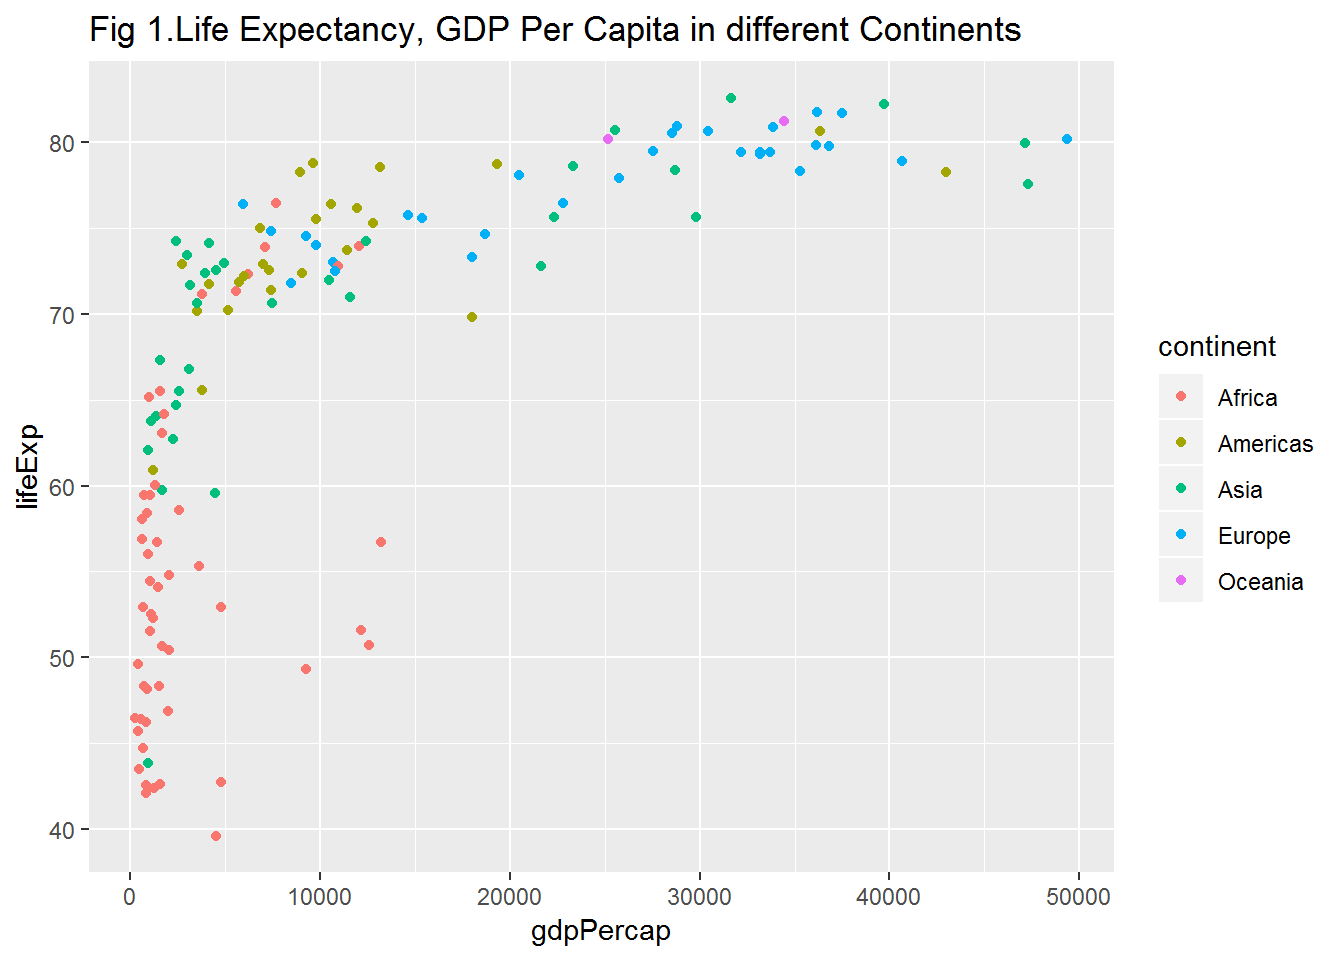 Fig 1.Life Expectancy, GDP Per Capita in different Continents
80
70
60
50
40
lifeExp
0 10000 20000 30000 40000 50000
gdpPercap
continent
Africa
Americas
Asia
Europe
Oceania